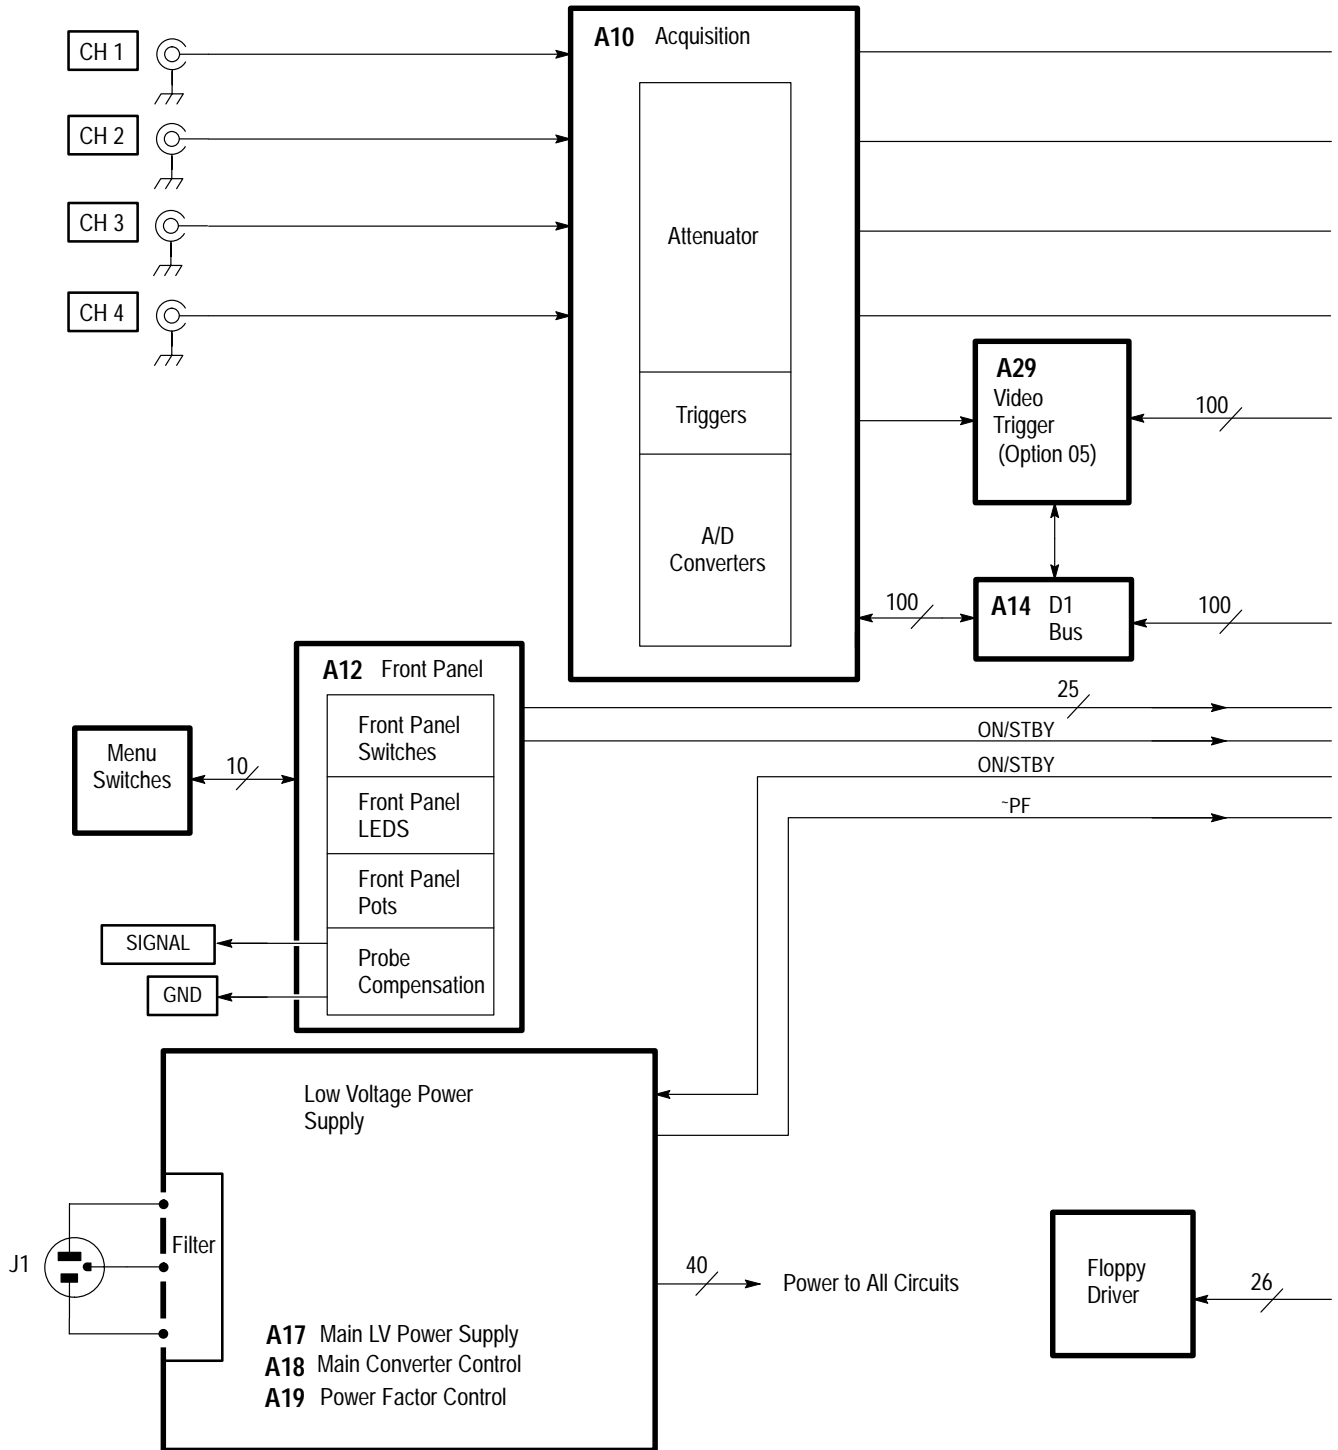 CH 1
CH 2
CH 3
CH 4
A10 Acquisition
Attenuator
Triggers
A/D
Converters
A29
Video
Trigger
(Option 05)
100
100
A14 D1
Bus
100
A12 Front Panel
Front Panel
Switches
Front Panel
LEDS
Front Panel
Pots
Probe
Compensation
Menu
Switches
10
SIGNAL
GND
25
ON/STBY
ON/STBY
~PF
Low Voltage Power
Supply
J1
Filter
A17 Main LV Power Supply
A18 Main Converter Control
A19 Power Factor Control
40
Power to All Circuits
Floppy
Driver
26